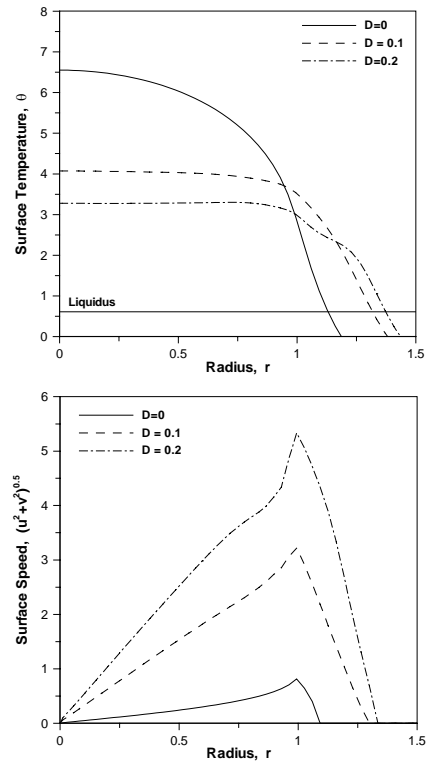 D=0
D = 0.1
D=0.2
Surface Temperature, θ
8
7
6
5
4
3
2
1
0
Liquidus
0
0.5
1
1.5
Radius, r
D=0
D = 0.1
D = 0.2
Surface Speed, (u²+v²)⁰·⁵
6
5
4
3
2
1
0
0
0.5
1
1.5
Radius, r